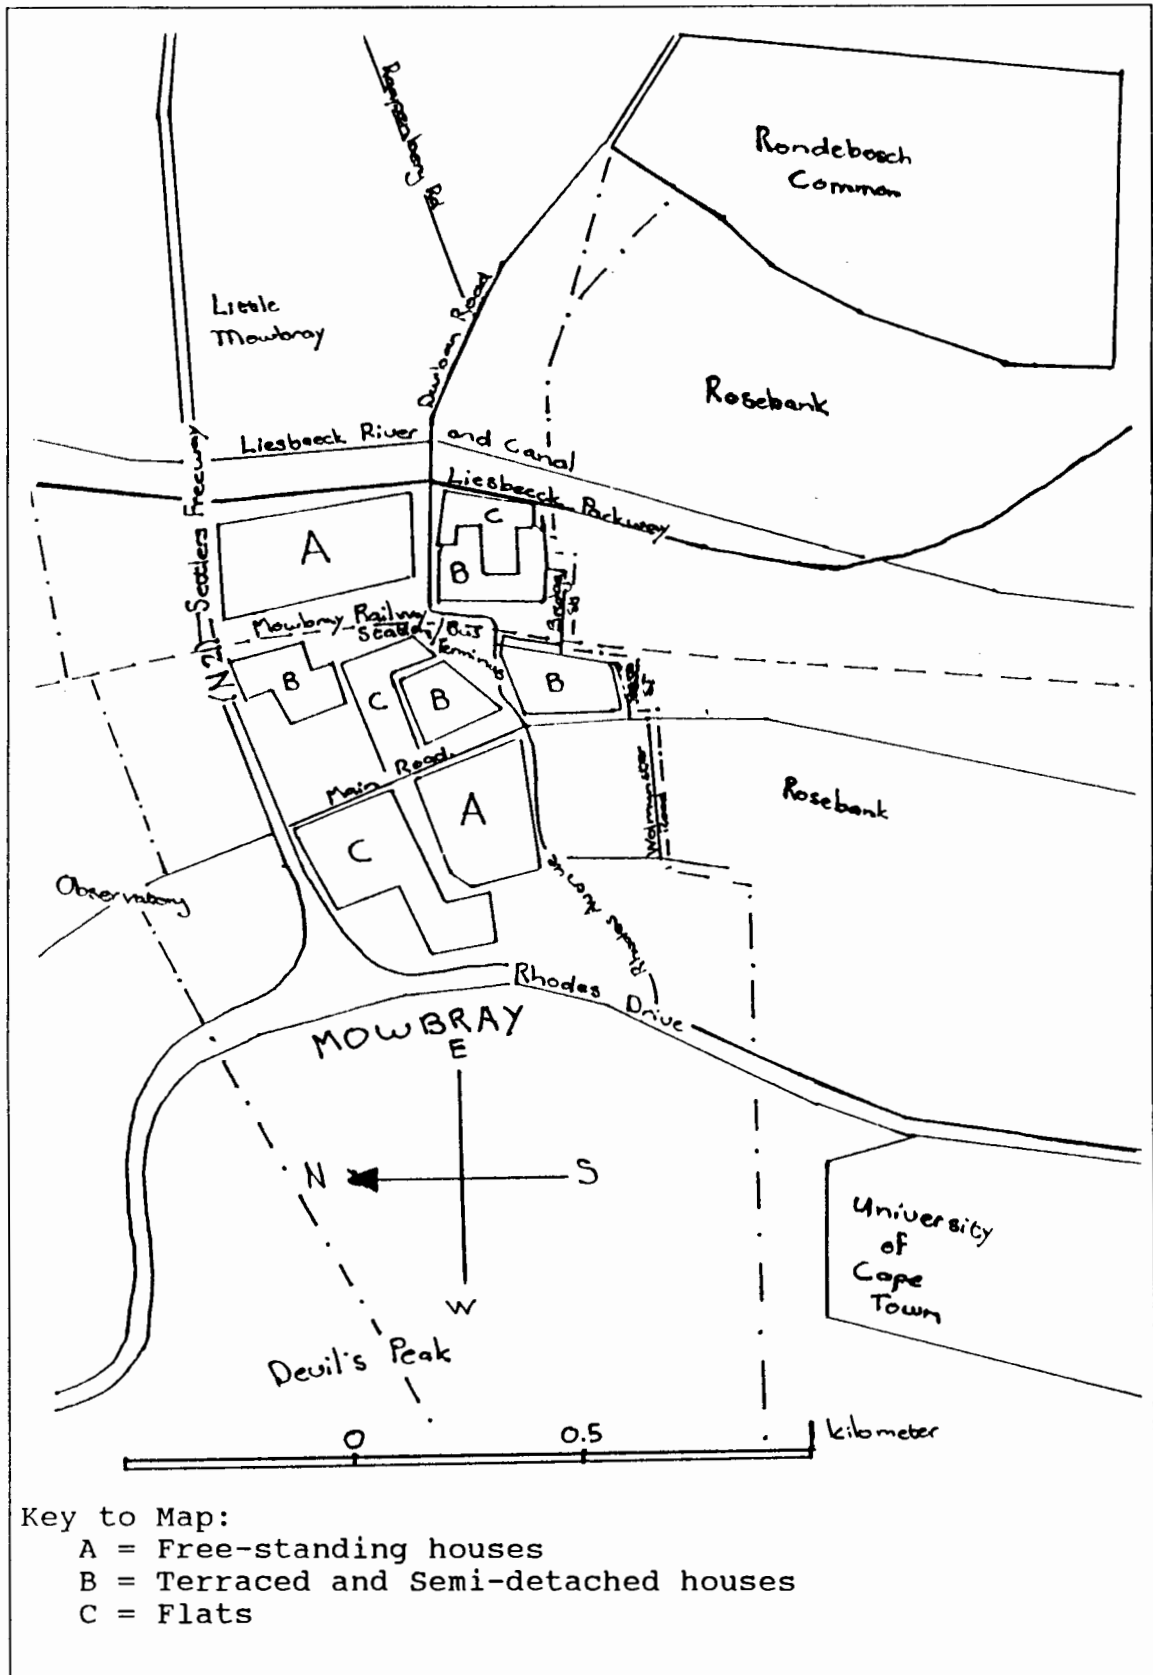 Rondebosch
Common
Little
Mowbray
Durban Road
Rosebank
Liesbeeck River and Canal
Liesbeeck Parkway
Settlers Freeway
(N2)
A
C
B
Mowbray Railway
Station
Bus
Terminus
B
C
B
B
St
Main Road
A
C
Rosebank
Observatory
Rhodes Drive
MOWBRAY
E
N
S
W
University
of
Cape
Town
Devil's Peak
0
0.5
kilometer
Key to Map:
A = Free-standing houses
B = Terraced and Semi-detached houses
C = Flats